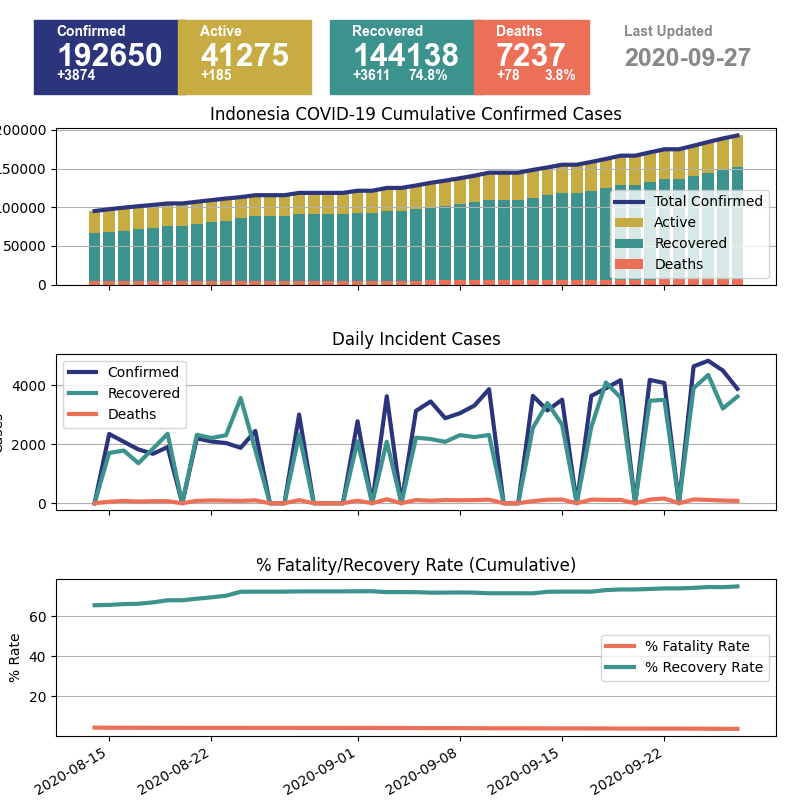 Confirmed
192650
+3874
Active
41275
+185
Recovered
144138
+3611 74.8%
Deaths
7237
+78 3.8%
Last Updated
2020-09-27
Indonesia COVID-19 Cumulative Confirmed Cases
200000
150000
100000
50000
0
Total Confirmed
Active
Recovered
Deaths
Daily Incident Cases
4000
2000
0
Cases
Confirmed
Recovered
Deaths
% Fatality/Recovery Rate (Cumulative)
60
40
20
% Rate
% Fatality Rate
% Recovery Rate
2020-08-15
2020-08-22
2020-09-01
2020-09-08
2020-09-15
2020-09-22